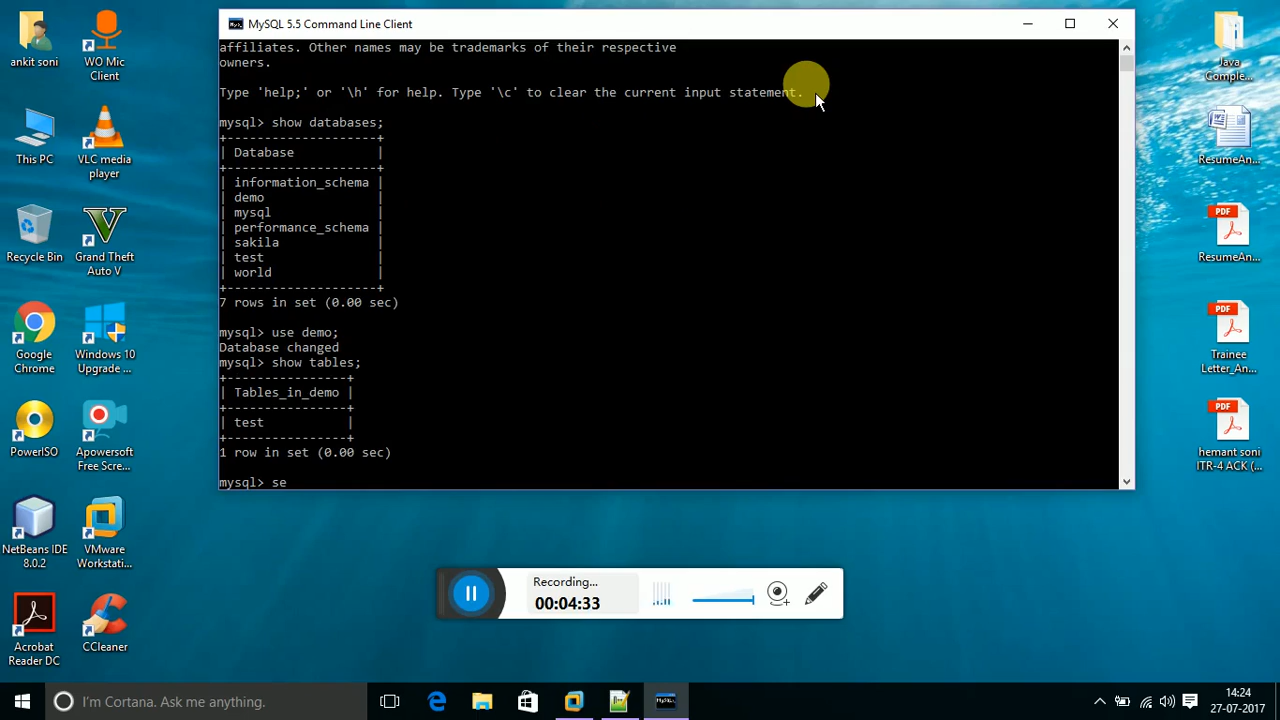 MySQL 5.5 Command Line Client
affiliates. Other names may be trademarks of their respective
owners.
Type 'help;' or '\h' for help. Type '\c' to clear the current input statement.
mysql> show databases;
+--------------------+
| Database           |
+--------------------+
| information_schema |
| demo               |
| mysql              |
| performance_schema |
| sakila             |
| test               |
| world              |
+--------------------+
7 rows in set (0.00 sec)
mysql> use demo;
Database changed
mysql> show tables;
+----------------+
| Tables_in_demo |
+----------------+
| test           |
+----------------+
1 row in set (0.00 sec)
mysql> se
ankit soni
WO Mic
Client
This PC
VLC media
player
Recycle Bin
Grand Theft
Auto V
Google
Chrome
Windows 10
Upgrade ...
PowerISO
Apowersoft
Free Scre...
NetBeans IDE
8.0.2
VMware
Workstati...
Acrobat
Reader DC
CCleaner
Java
Comple...
ResumeAn...
PDF
ResumeAn...
PDF
Trainee
Letter_An...
PDF
hemant soni
ITR-4 ACK (...
Recording...
00:04:33
I'm Cortana. Ask me anything.
14:24
27-07-2017